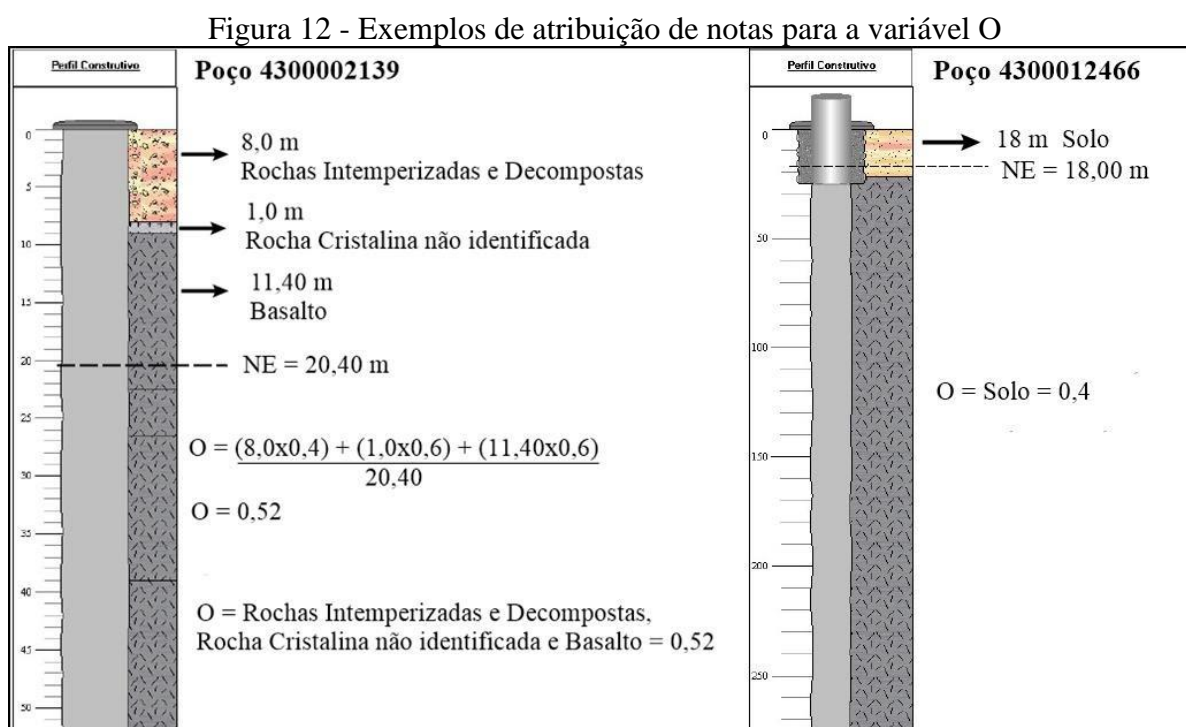 Figura 12 - Exemplos de atribuição de notas para a variável O
Perfil Construtivo
Poço 4300002139
0
5
10
15
20
25
30
35
40
45
50
8,0 m
Rochas Intemperizadas e Decompostas
1,0 m
Rocha Cristalina não identificada
11,40 m
Basalto
NE = 20,40 m
O = (8,0x0,4) + (1,0x0,6) + (11,40x0,6)
20,40
O = 0,52
O = Rochas Intemperizadas e Decompostas,
Rocha Cristalina não identificada e Basalto = 0,52
Perfil Construtivo
Poço 4300012466
0
50
100
150
200
250
18 m Solo
NE = 18,00 m
O = Solo = 0,4